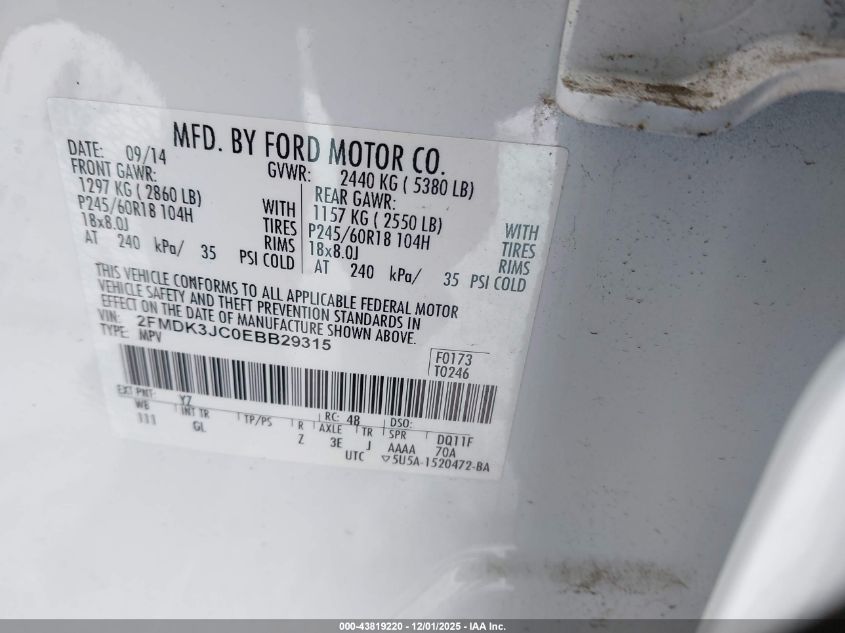 MFD. BY FORD MOTOR CO.
DATE: 09/14
GVWR: 2440 KG ( 5380 LB)
FRONT GAWR:
1297 KG ( 2860 LB) WITH
P245/60R18 104H TIRES
18x8.0J RIMS
AT 240 kPa/ 35 PSI COLD
REAR GAWR:
1157 KG ( 2550 LB) WITH
P245/60R18 104H TIRES
18x8.0J RIMS
AT 240 kPa/ 35 PSI COLD
THIS VEHICLE CONFORMS TO ALL APPLICABLE FEDERAL MOTOR
VEHICLE SAFETY AND THEFT PREVENTION STANDARDS IN
EFFECT ON THE DATE OF MANUFACTURE SHOWN ABOVE.
VIN: 2FMDK3JC0EBB29315
TYPE: MPV
F0173
T0246
EXT PNT: YZ RC: 48 DSO:
WB INT TR TP/PS R AXLE TR SPR DQ11F
111 GL Z 3E J AAAA 70A
UTC ▽5U5A-1520472-BA
000-43819220 - 12/01/2025 - IAA Inc.